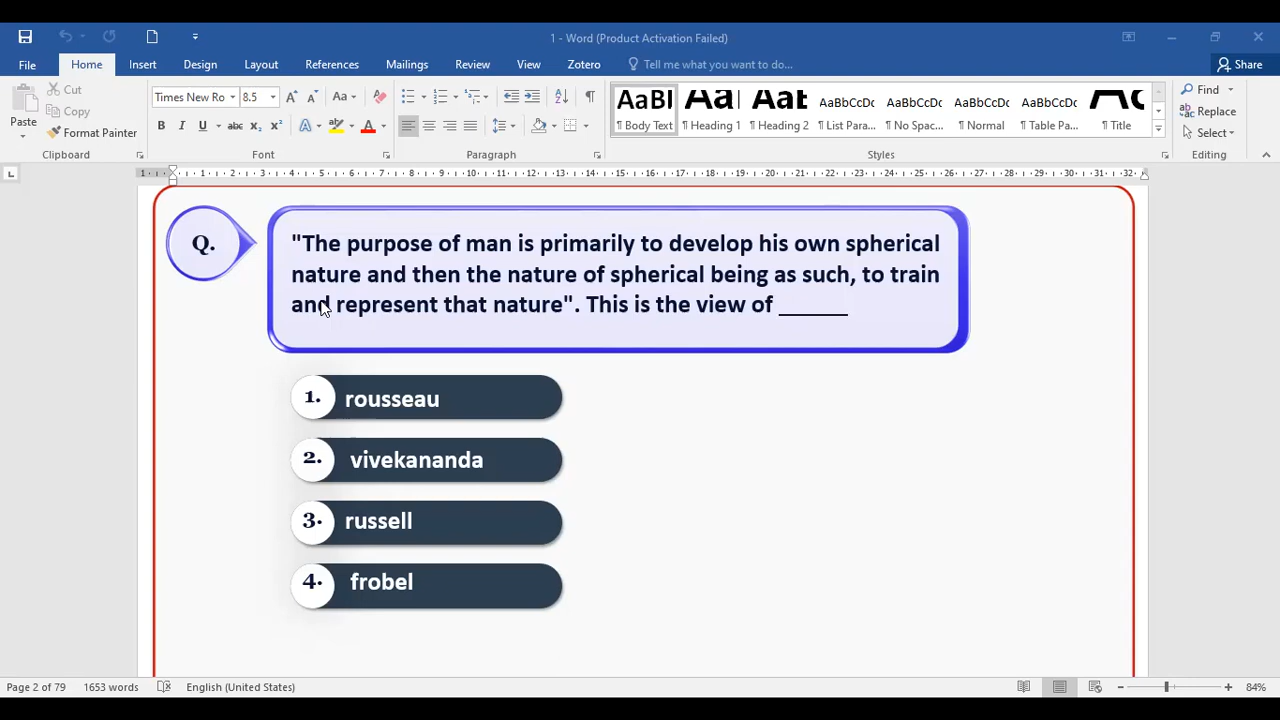 1 - Word (Product Activation Failed)
File Home Insert Design Layout References Mailings Review View Zotero Tell me what you want to do... Share
Paste Cut Copy Format Painter
Times New Ro 8.5
AaBI AaI AaE AaBbCcDc AaBbCcDc AaBbCcDc AaBbCcDc
¶ Body Text ¶ Heading 1 ¶ Heading 2 ¶ List Para... ¶ No Spac... ¶ Normal ¶ Table Pa... ¶ Title
Find Replace Select
Clipboard Font Paragraph Styles Editing
Q.
"The purpose of man is primarily to develop his own spherical
nature and then the nature of spherical being as such, to train
and represent that nature". This is the view of ______
1. rousseau
2. vivekananda
3. russell
4. frobel
Page 2 of 79 1653 words English (United States) 84%